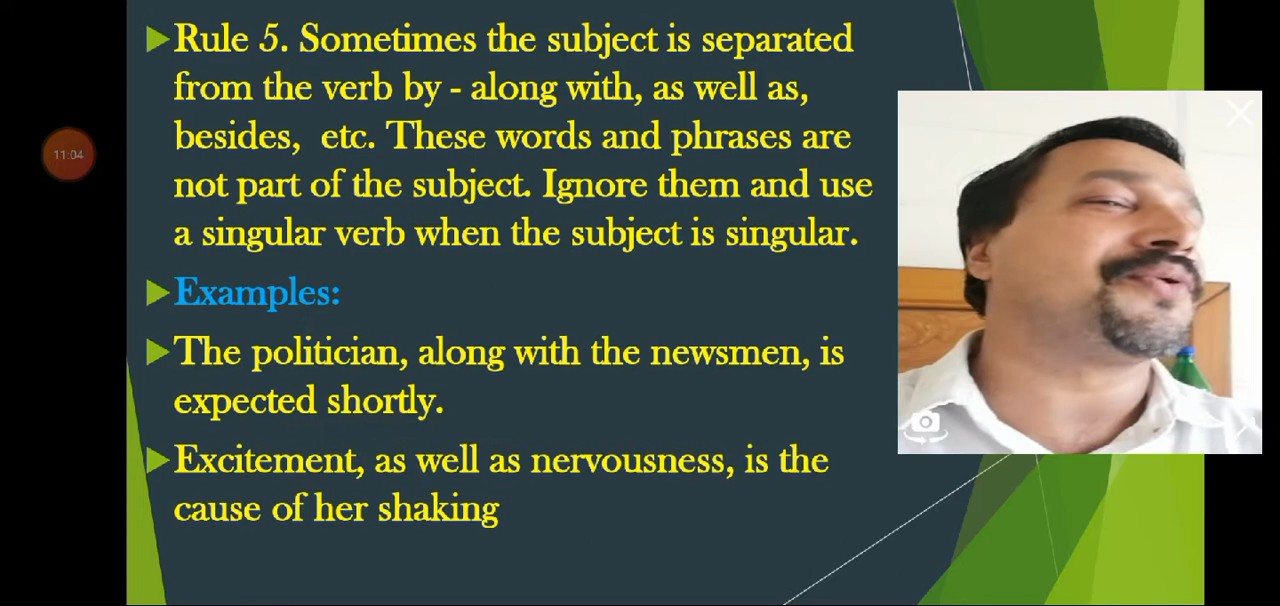 Rule 5. Sometimes the subject is separated
from the verb by - along with, as well as,
besides, etc. These words and phrases are
not part of the subject. Ignore them and use
a singular verb when the subject is singular.
Examples:
The politician, along with the newsmen, is
expected shortly.
Excitement, as well as nervousness, is the
cause of her shaking
11:04